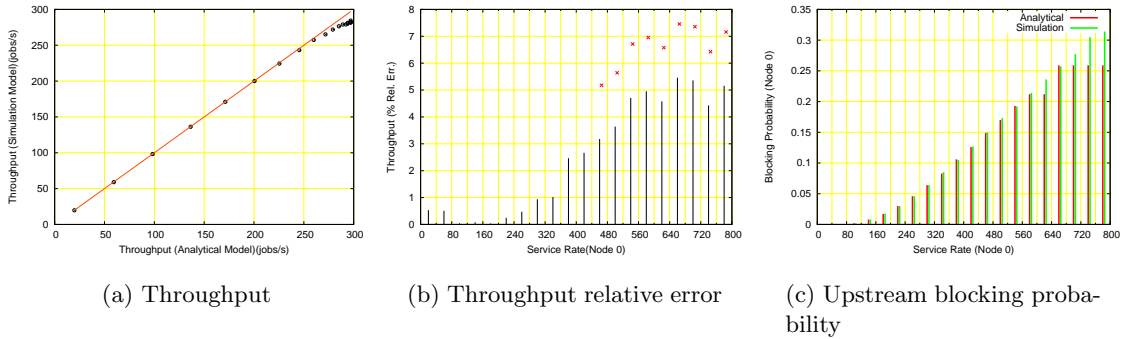 Throughput (Simulation Model)(jobs/s)
300
250
200
150
100
50
0
0 50 100 150 200 250 300
Throughput (Analytical Model)(jobs/s)
(a) Throughput
Throughput (% Rel. Err.)
9
8
7
6
5
4
3
2
1
0
0 80 160 240 320 400 480 560 640 720 800
Service Rate(Node 0)
(b) Throughput relative error
Blocking Probability (Node 0)
0.35
0.3
0.25
0.2
0.15
0.1
0.05
0
Analytical
Simulation
0 80 160 240 320 400 480 560 640 720 800
Service Rate (Node 0)
(c) Upstream blocking proba-
bility